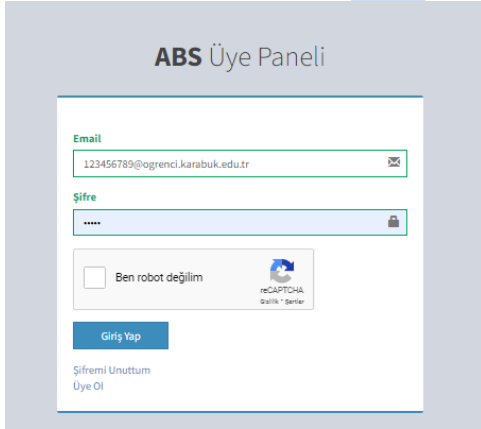 ABS Üye Paneli
Email
123456789@ogrenci.karabuk.edu.tr
Şifre
•••••
Ben robot değilim
reCAPTCHA
Gizlilik - Şartlar
Giriş Yap
Şifremi Unuttum
Üye Ol